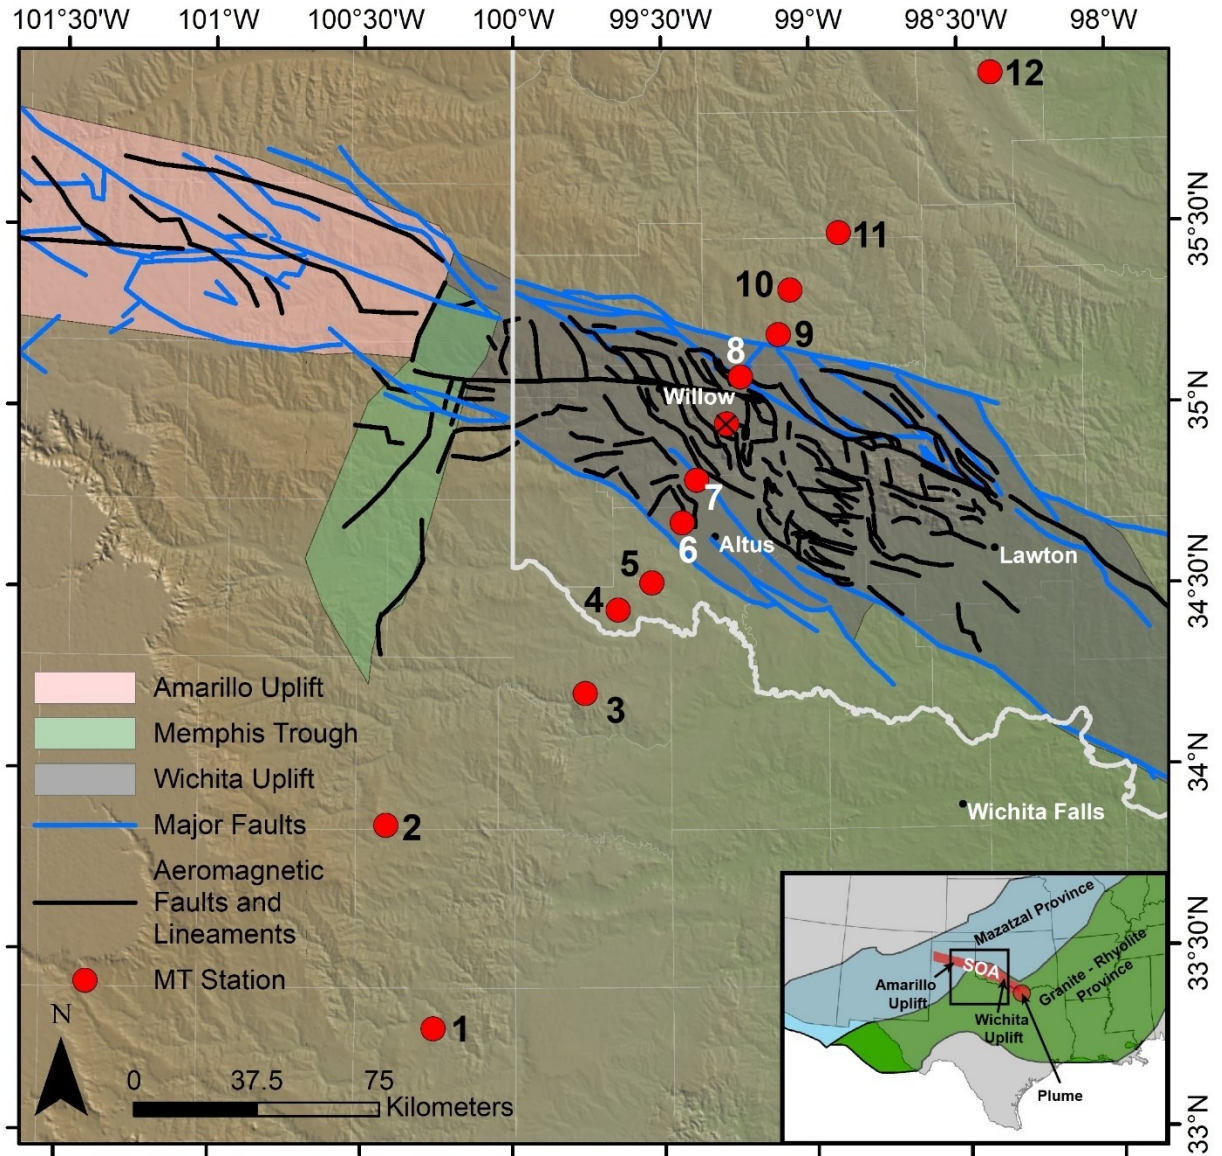 101°W 101°W 100°30'W 100°W 99°30'W 99°W 98°30'W 98°W
12
35°30'N
11
10
9
8
Willow
35°N
7
6
Altus
Lawton
5
34°30'N
4
3
Amarillo Uplift
Memphis Trough
Wichita Uplift
34°N
Major Faults
2
Wichita Falls
Aeromagnetic
Faults and
Lineaments
MT Station
33°30'N
Mazatzal Province
SOA
Granite - Rhyolite
Province
Amarillo
Uplift
Wichita
Uplift
Plume
N
1
0 37.5 75
Kilometers
33°N